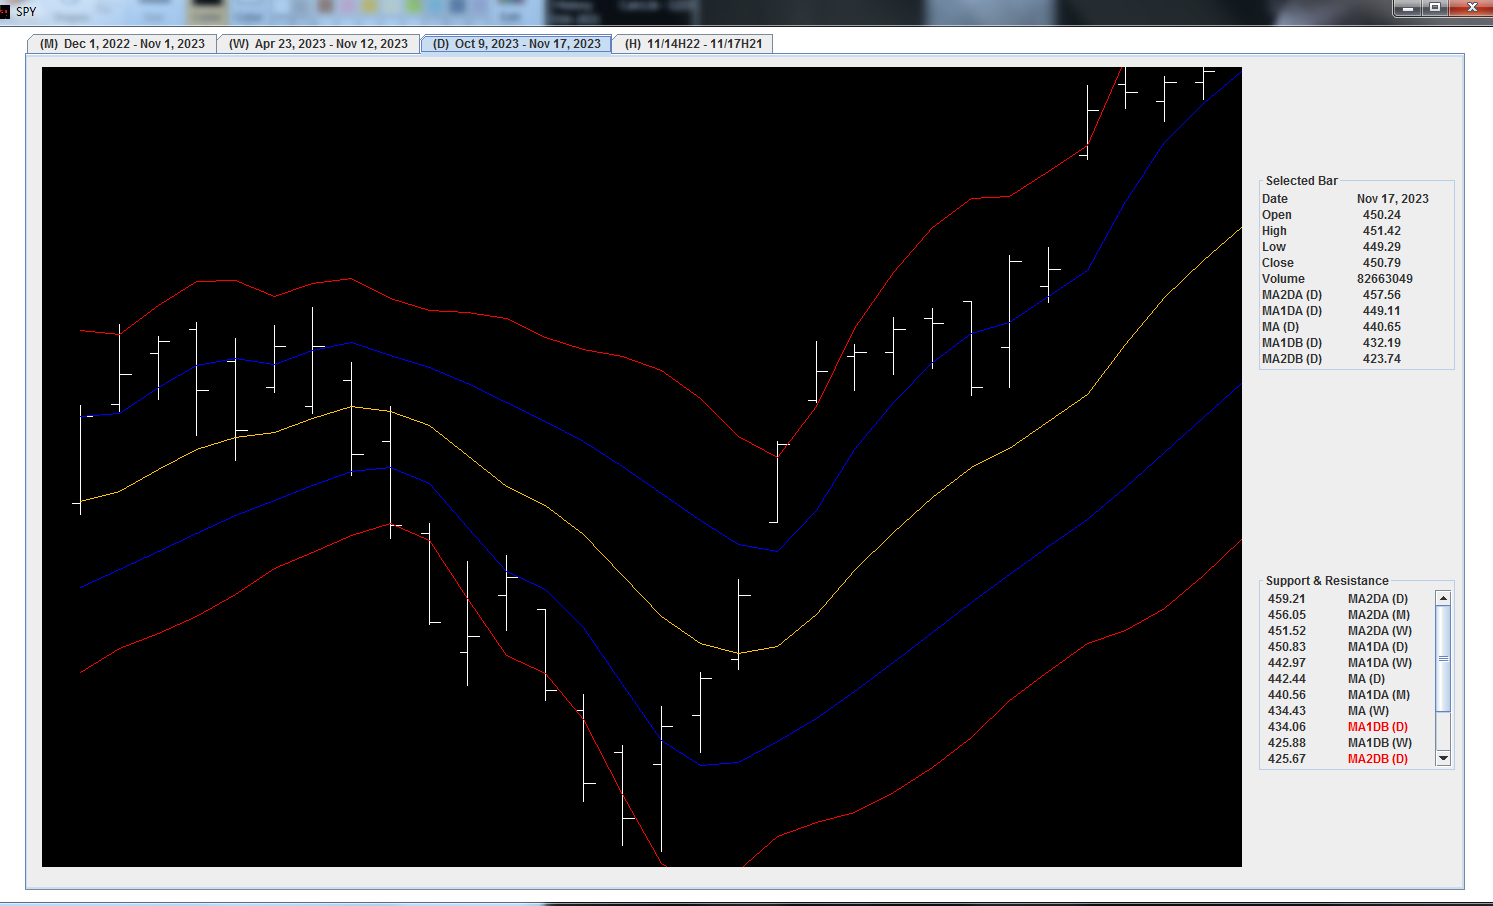 SPY
(M) Dec 1, 2022 - Nov 1, 2023
(W) Apr 23, 2023 - Nov 12, 2023
(D) Oct 9, 2023 - Nov 17, 2023
(H) 11/14H22 - 11/17H21
Selected Bar
Date Nov 17, 2023
Open 450.24
High 451.42
Low 449.29
Close 450.79
Volume 82663049
MA2DA (D) 457.56
MA1DA (D) 449.11
MA (D) 440.65
MA1DB (D) 432.19
MA2DB (D) 423.74
Support & Resistance
459.21 MA2DA (D)
456.05 MA2DA (M)
451.52 MA2DA (W)
450.83 MA1DA (D)
442.97 MA1DA (W)
442.44 MA (D)
440.56 MA1DA (M)
434.43 MA (W)
434.06 MA1DB (D)
425.88 MA1DB (W)
425.67 MA2DB (D)